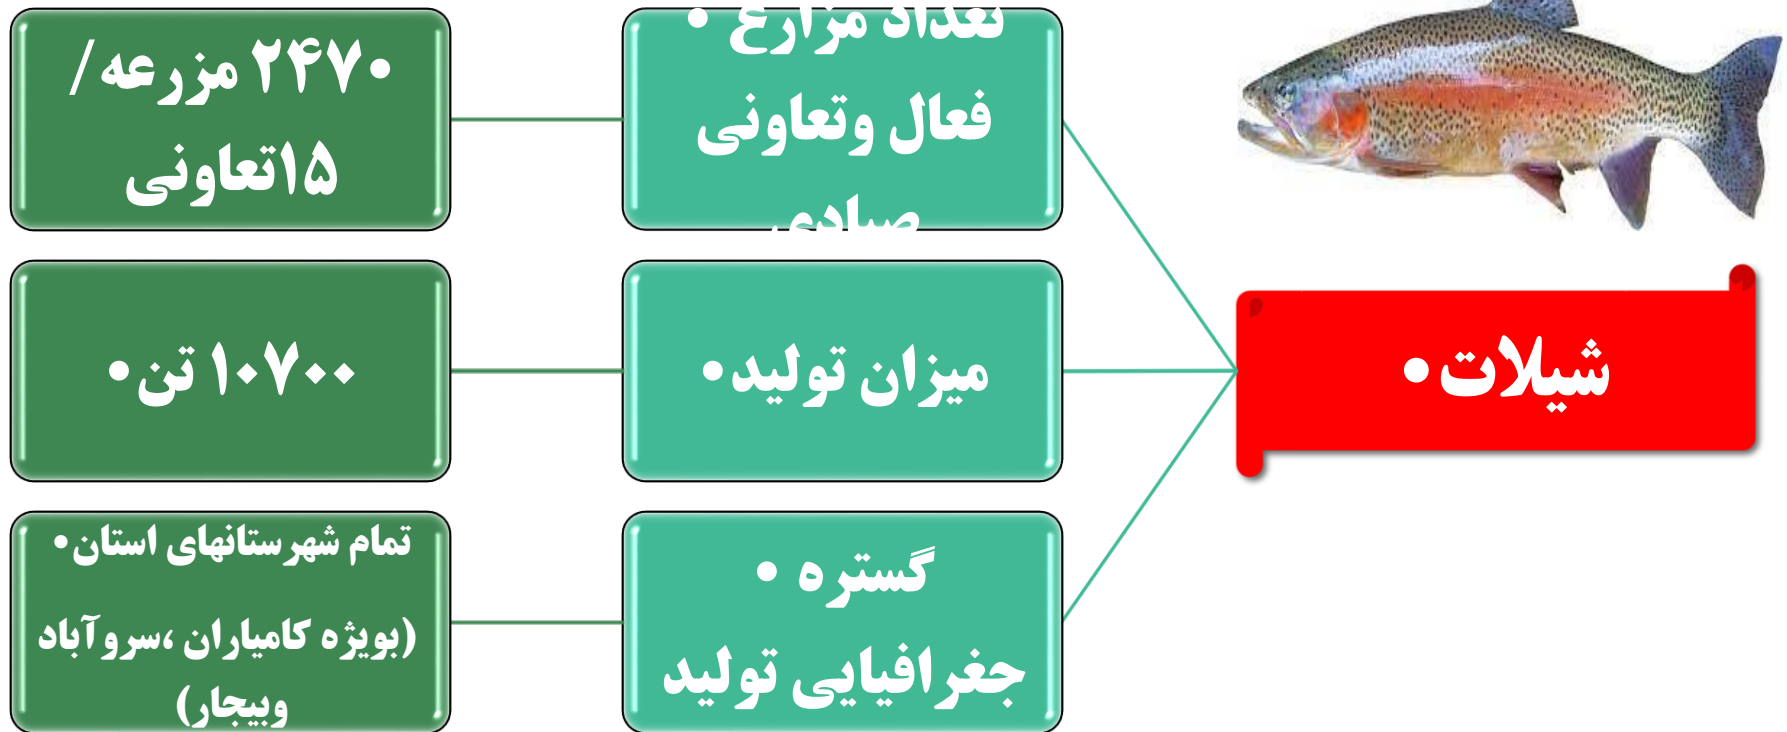 شیلات•
تعداد مزارع •
فعال وتعاونی
صیادی
۲۴۷۰ مزرعه/
۱۵تعاونی
میزان تولید•
۱۰۷۰۰ تن•
گستره •
جغرافیایی تولید
تمام شهرستانهای استان•
(بویژه کامیاران ،سروآباد
وبیجار)